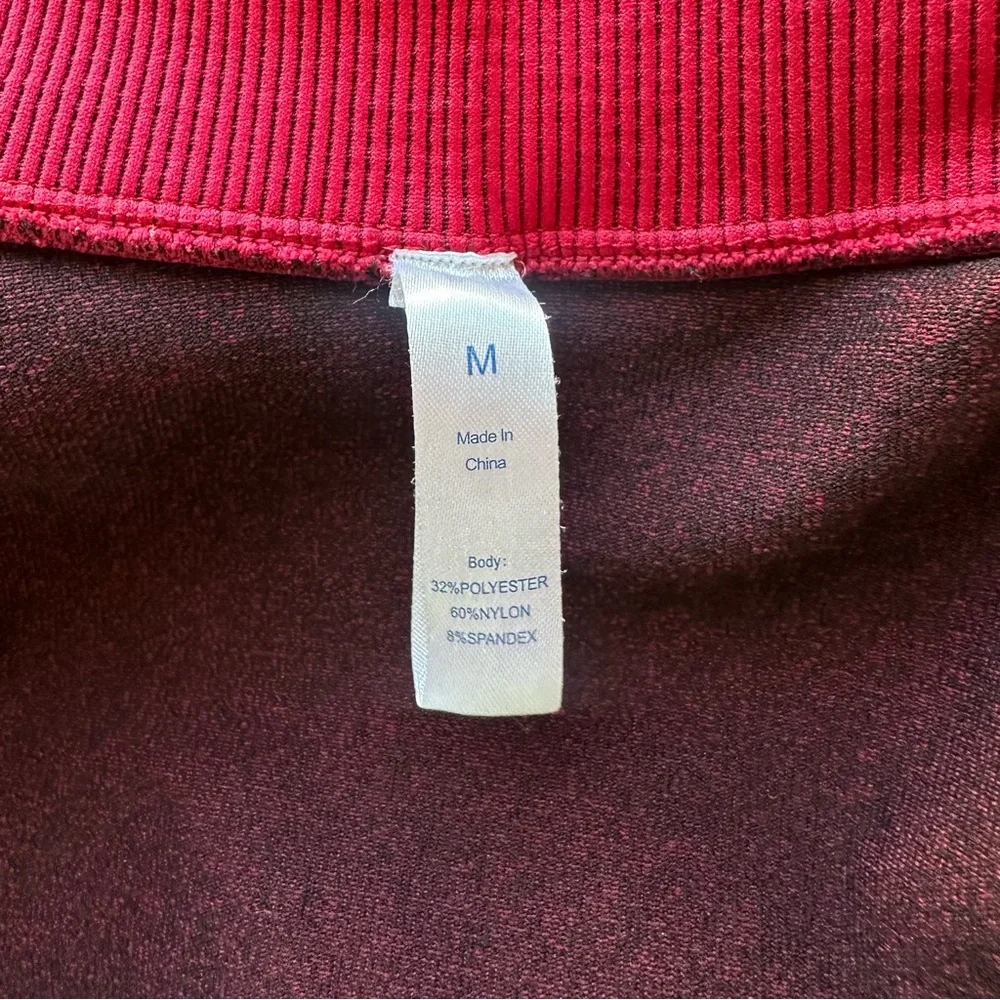 M
Made In
China
Body:
32%POLYESTER
60%NYLON
8%SPANDEX